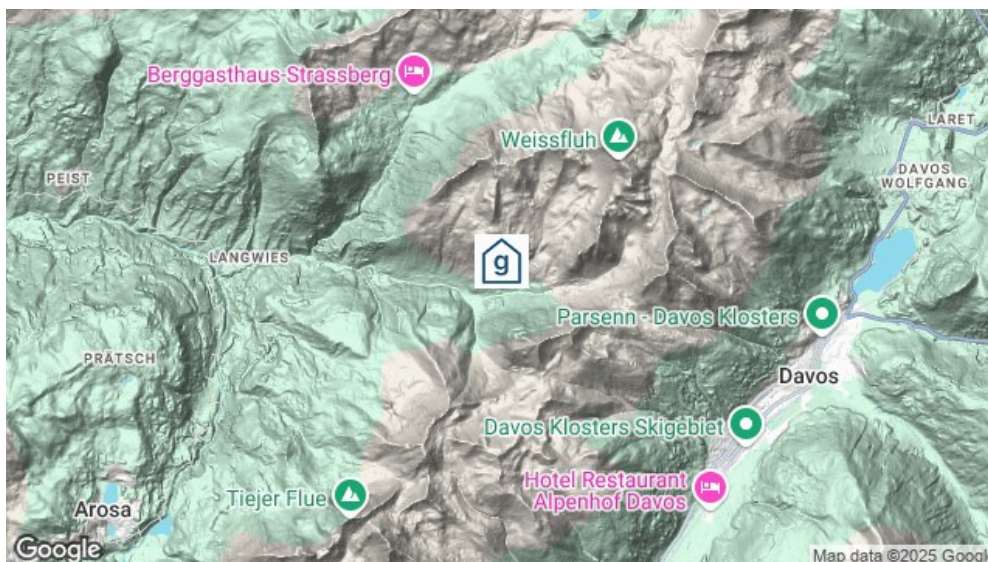 Berggasthaus-Strassberg
Weissfluh
LARET
DAVOS
WOLFGANG
PEIST
LANGWIES
g
Parsenn - Davos Klosters
PRÄTSCH
Davos
Davos Klosters Skigebiet
Hotel Restaurant
Alpenhof Davos
Tiejer Flue
Arosa
Google
Map data ©2025 Google